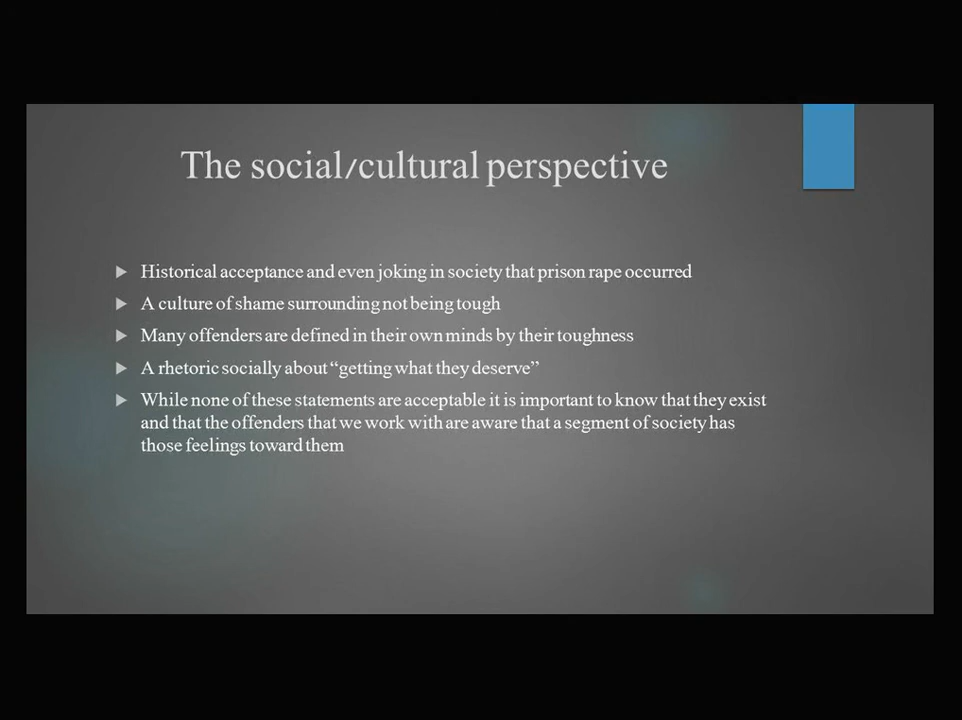 The social/cultural perspective
Historical acceptance and even joking in society that prison rape occurred
A culture of shame surrounding not being tough
Many offenders are defined in their own minds by their toughness
A rhetoric socially about “getting what they deserve”
While none of these statements are acceptable it is important to know that they exist
and that the offenders that we work with are aware that a segment of society has
those feelings toward them